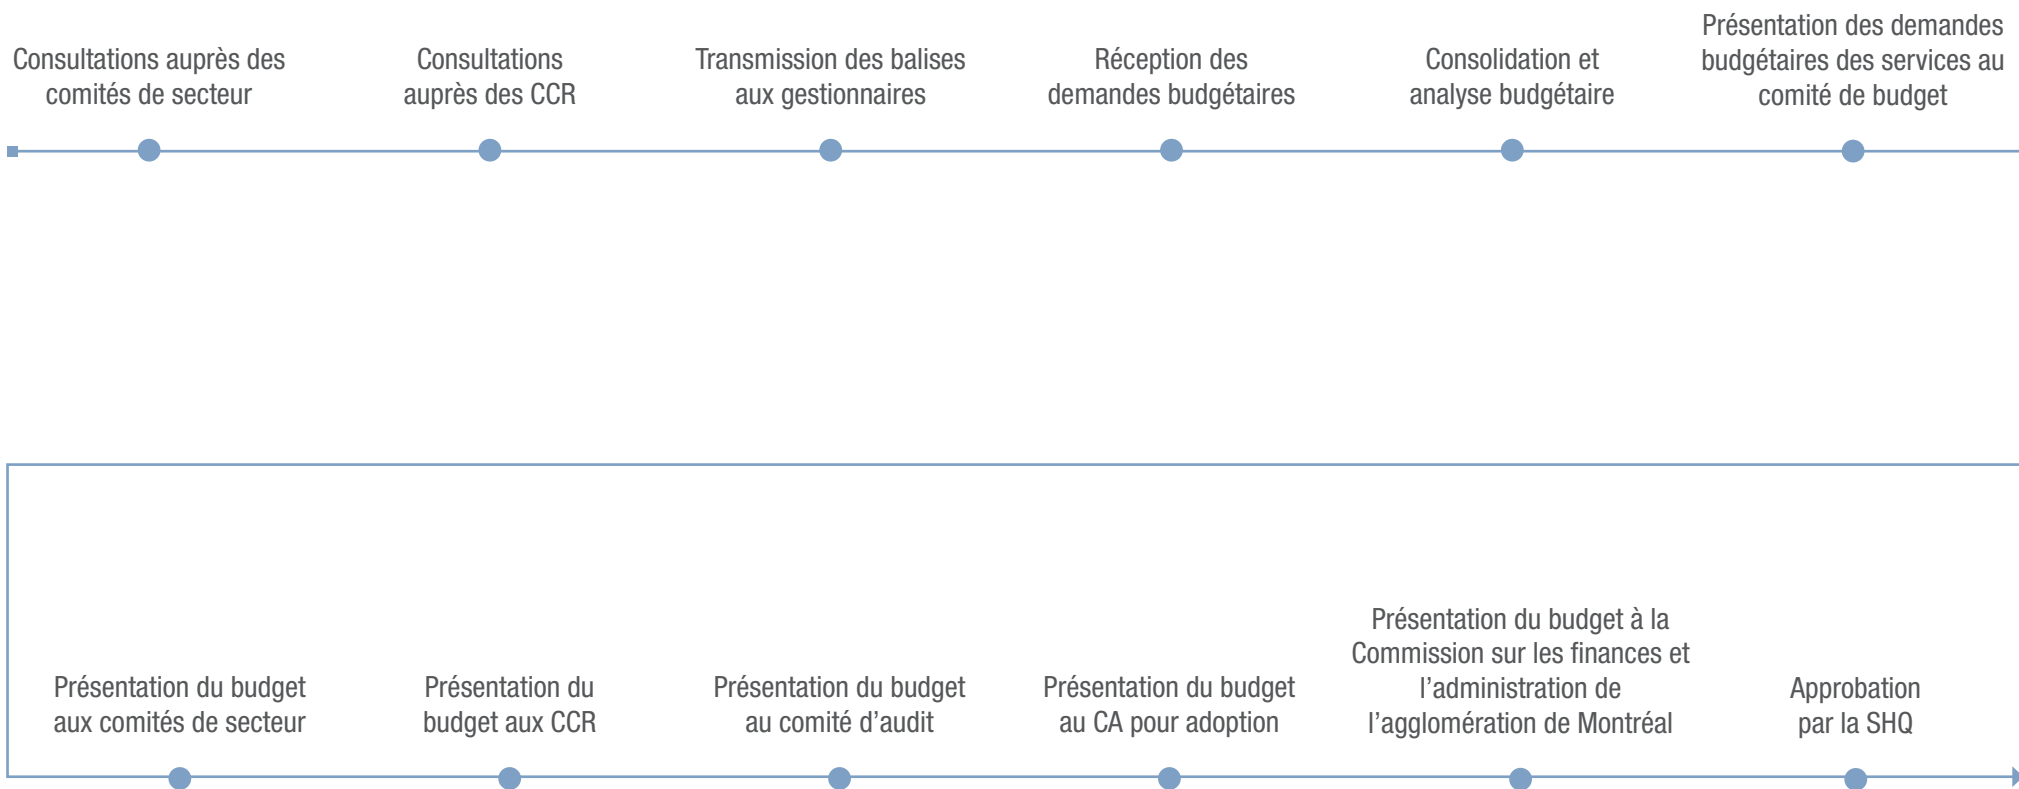 Consultations auprès des
comités de secteur
Consultations
auprès des CCR
Transmission des balises
aux gestionnaires
Réception des
demandes budgétaires
Consolidation et
analyse budgétaire
Présentation des demandes
budgétaires des services au
comité de budget
Présentation du budget
aux comités de secteur
Présentation du
budget aux CCR
Présentation du budget
au comité d’audit
Présentation du budget
au CA pour adoption
Présentation du budget à la
Commission sur les finances et
l’administration de
l’agglomération de Montréal
Approbation
par la SHQ